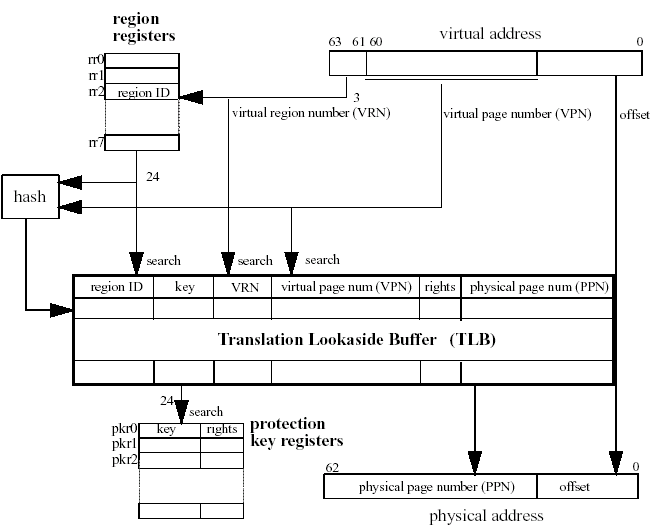 region
registers
virtual address
63 61 60 0
rr0
rr1
rr2 region ID
3
virtual region number (VRN)
virtual page number (VPN)
offset
rr7
24
hash
search
search
search
region ID key VRN virtual page num (VPN) rights physical page num (PPN)
Translation Lookaside Buffer (TLB)
24
search
pkr0 key rights
pkr1
pkr2
protection
key registers
62 0
physical page number (PPN) offset
physical address